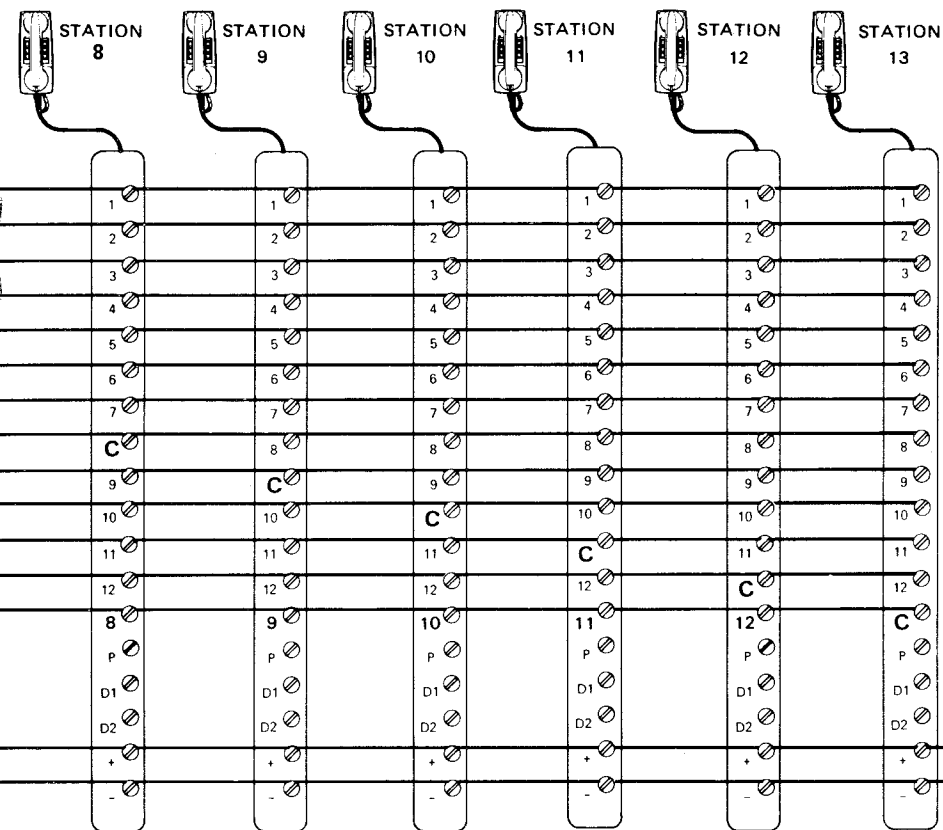 STATION STATION STATION STATION STATION STATION
8 9 10 11 12 13
1 1 1 1 1 1
2 2 2 2 2 2
3 3 3 3 3 3
4 4 4 4 4 4
5 5 5 5 5 5
6 6 6 6 6 6
7 7 7 7 7 7
C 8 8 8 8 8
9 C 9 9 9 9
10 10 C 10 10 10
11 11 11 C 11 11
12 12 12 12 C 12
8 9 10 11 12 C
P P P P P P
D1 D1 D1 D1 D1 D1
D2 D2 D2 D2 D2 D2
+ + + + + +
- - - - - -